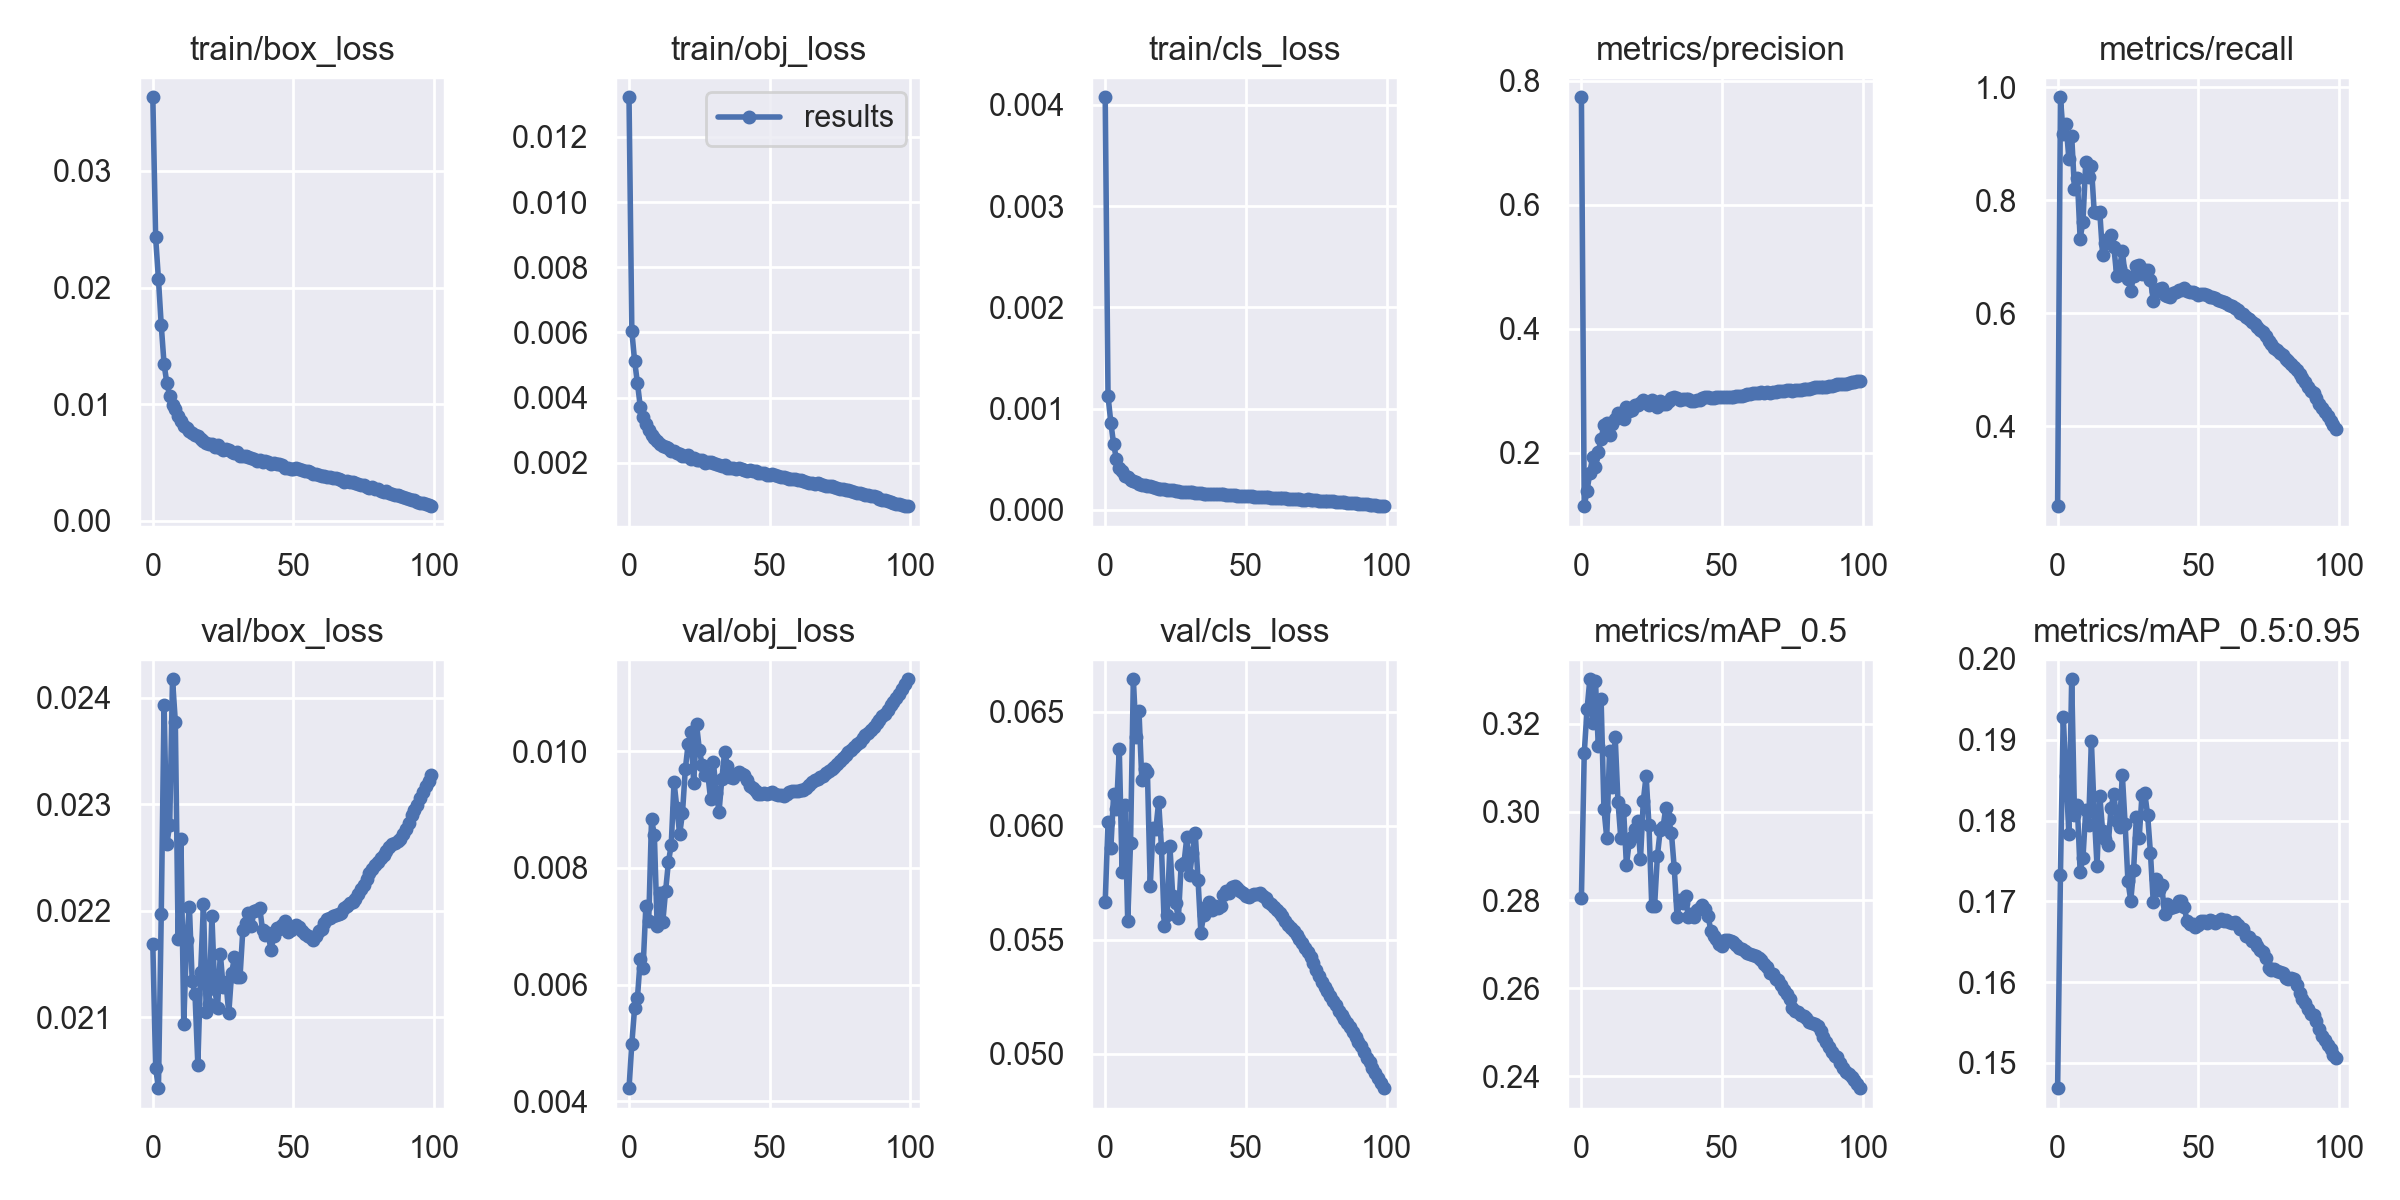 train/box_loss
0.03
0.02
0.01
0.00
0 50 100
train/obj_loss
results
0.012
0.010
0.008
0.006
0.004
0.002
0 50 100
train/cls_loss
0.004
0.003
0.002
0.001
0.000
0 50 100
metrics/precision
0.8
0.6
0.4
0.2
0 50 100
metrics/recall
1.0
0.8
0.6
0.4
0 50 100
val/box_loss
0.024
0.023
0.022
0.021
0 50 100
val/obj_loss
0.010
0.008
0.006
0.004
0 50 100
val/cls_loss
0.065
0.060
0.055
0.050
0 50 100
metrics/mAP_0.5
0.32
0.30
0.28
0.26
0.24
0 50 100
metrics/mAP_0.5:0.95
0.20
0.19
0.18
0.17
0.16
0.15
0 50 100